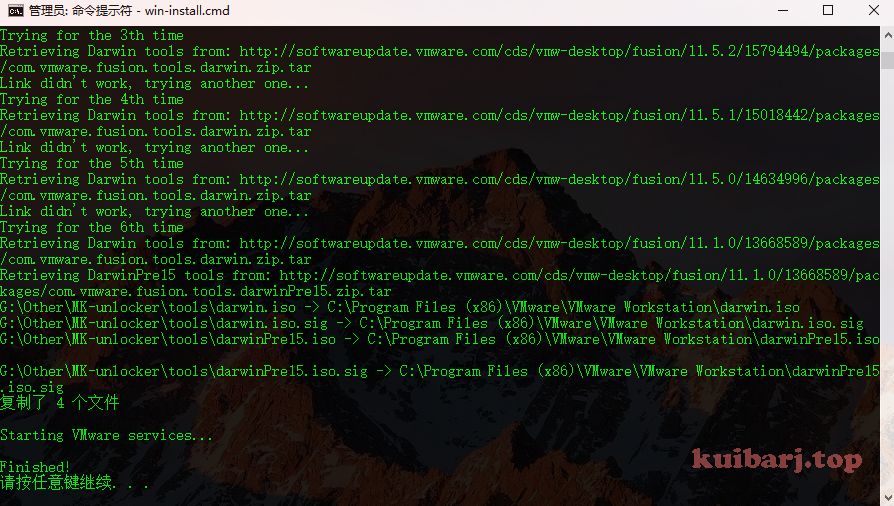 管理员: 命令提示符 - win-install.cmd
Trying for the 3th time
Retrieving Darwin tools from: http://softwareupdate.vmware.com/cds/vmw-desktop/fusion/11.5.2/15794494/packages
/com.vmware.fusion.tools.darwin.zip.tar
Link didn't work, trying another one...
Trying for the 4th time
Retrieving Darwin tools from: http://softwareupdate.vmware.com/cds/vmw-desktop/fusion/11.5.1/15018442/packages
/com.vmware.fusion.tools.darwin.zip.tar
Link didn't work, trying another one...
Trying for the 5th time
Retrieving Darwin tools from: http://softwareupdate.vmware.com/cds/vmw-desktop/fusion/11.5.0/14634996/packages
/com.vmware.fusion.tools.darwin.zip.tar
Link didn't work, trying another one...
Trying for the 6th time
Retrieving Darwin tools from: http://softwareupdate.vmware.com/cds/vmw-desktop/fusion/11.1.0/13668589/packages
/com.vmware.fusion.tools.darwin.zip.tar
Retrieving DarwinPre15 tools from: http://softwareupdate.vmware.com/cds/vmw-desktop/fusion/11.1.0/13668589/pac
kages/com.vmware.fusion.tools.darwinPre15.zip.tar
G:\Other\MK-unlocker\tools\darwin.iso -> C:\Program Files (x86)\VMware\VMware Workstation\darwin.iso
G:\Other\MK-unlocker\tools\darwin.iso.sig -> C:\Program Files (x86)\VMware\VMware Workstation\darwin.iso.sig
G:\Other\MK-unlocker\tools\darwinPre15.iso -> C:\Program Files (x86)\VMware\VMware Workstation\darwinPre15.iso
G:\Other\MK-unlocker\tools\darwinPre15.iso.sig -> C:\Program Files (x86)\VMware\VMware Workstation\darwinPre15
.iso.sig
复制了 4 个文件
Starting VMware services...
Finished!
请按任意键继续. . .
kuibarj.top